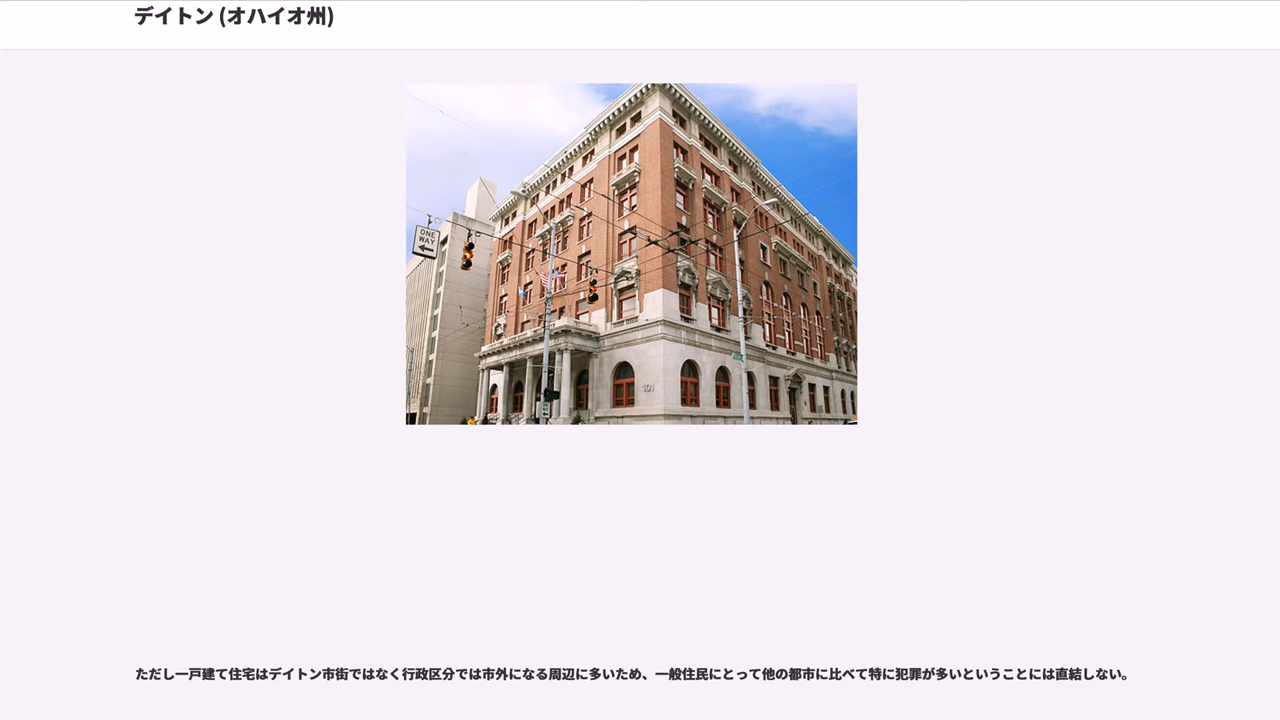 デイトン (オハイオ州)
ONE
WAY
101
ただし一戸建て住宅はデイトン市街ではなく行政区分では市外になる周辺に多いため、一般住民にとって他の都市に比べて特に犯罪が多いということには直結しない。